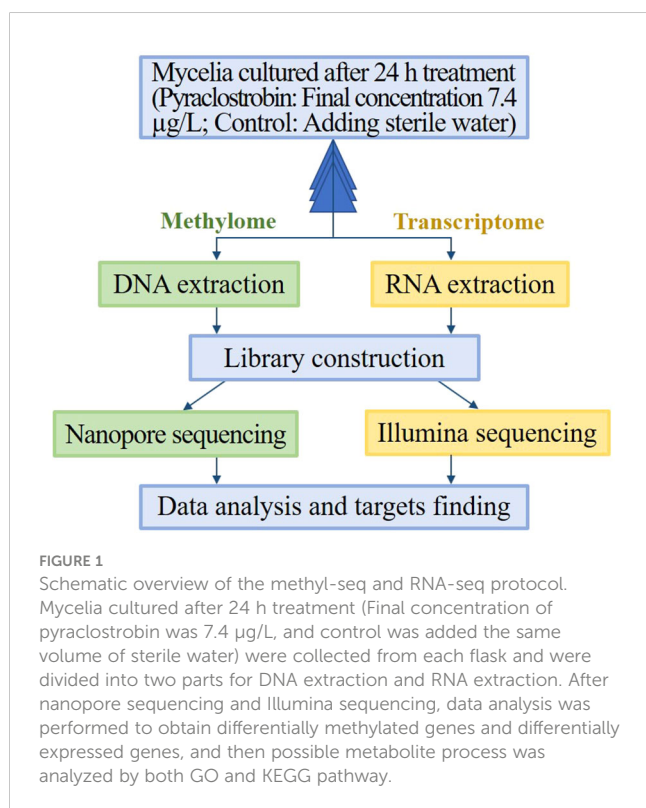 Mycelia cultured after 24 h treatment
(Pyraclostrobin: Final concentration 7.4
µg/L; Control: Adding sterile water)
Methylome
Transcriptome
DNA extraction
RNA extraction
Library construction
Nanopore sequencing
Illumina sequencing
Data analysis and targets finding
FIGURE 1
Schematic overview of the methyl-seq and RNA-seq protocol.
Mycelia cultured after 24 h treatment (Final concentration of
pyraclostrobin was 7.4 µg/L, and control was added the same
volume of sterile water) were collected from each flask and were
divided into two parts for DNA extraction and RNA extraction. After
nanopore sequencing and Illumina sequencing, data analysis was
performed to obtain differentially methylated genes and differentially
expressed genes, and then possible metabolite process was
analyzed by both GO and KEGG pathway.